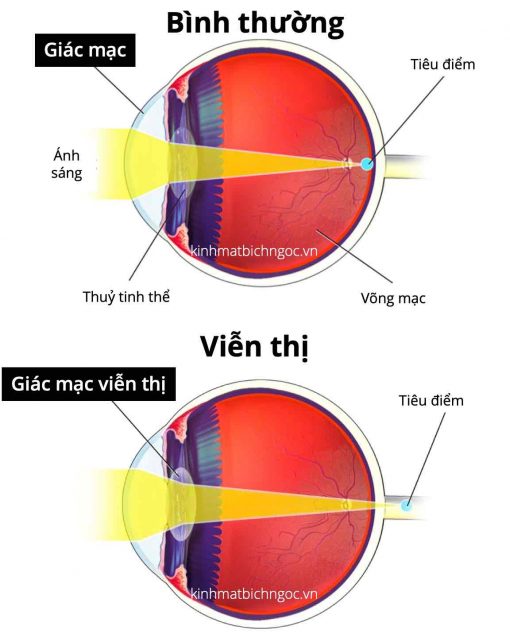 Bình thường
Giác mạc
Tiêu điểm
Ánh
sáng
kinhmatbichngoc.vn
Thuỷ tinh thể
Võng mạc
Viễn thị
Giác mạc viễn thị
Tiêu điểm
kinhmatbichngoc.vn